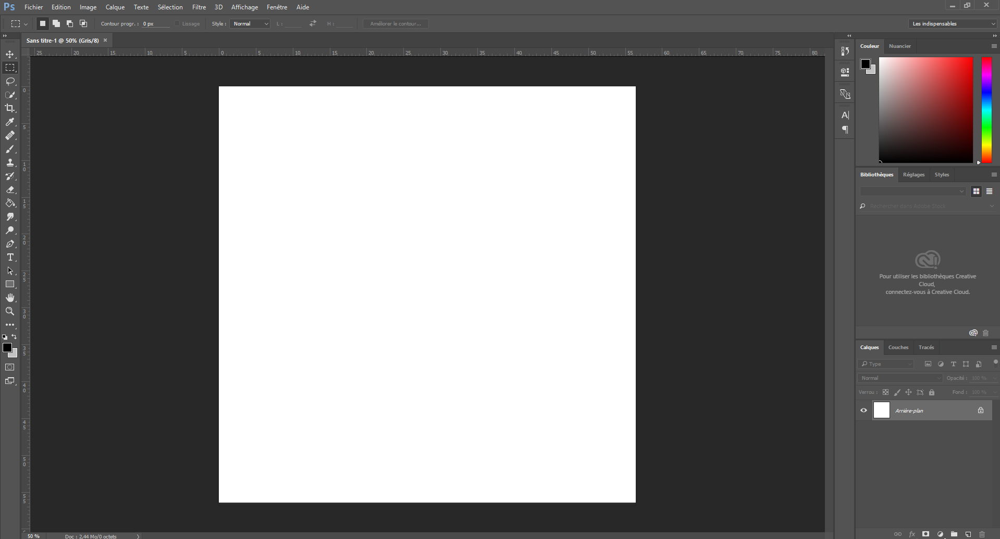 Ps Fichier Edition Image Calque Texte Sélection Filtre 3D Affichage Fenêtre Aide
Contour progr. : 0 px Lissage Style : Normal L : H : Améliorer le contour... Les indispensables
Sans titre-1 @ 50% (Gris/8) ×
25 20 15 10 5 0 5 10 15 20 25 30 35 40 45 50 55 60 65 70 75 80
0
5
10
15
20
25
30
35
40
45
50
55
Couleur Nuancier
Bibliothèques Réglages Styles
Rechercher dans Adobe Stock
Pour utiliser les bibliothèques Creative
Cloud,
connectez-vous à Creative Cloud.
Calques Couches Tracés
Type
Normal Opacité : 100 %
Verrou : Fond : 100 %
Arrière-plan
fx
50 % Doc : 2,44 Mo/0 octets